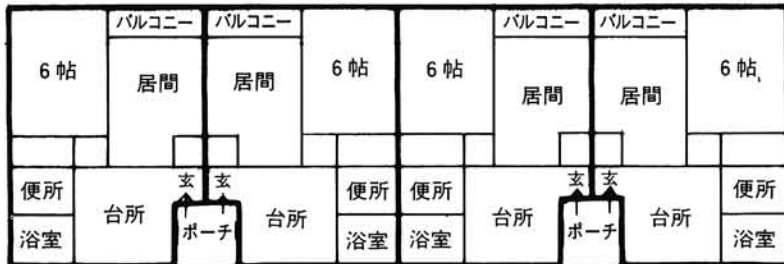 バルコニー バルコニー バルコニー バルコニー
6帖 居間 居間 6帖 6帖 居間 居間 6帖
玄 玄 玄 玄
便所 便所 便所 便所
台所 台所 台所 台所
ポーチ ポーチ
浴室 浴室 浴室 浴室